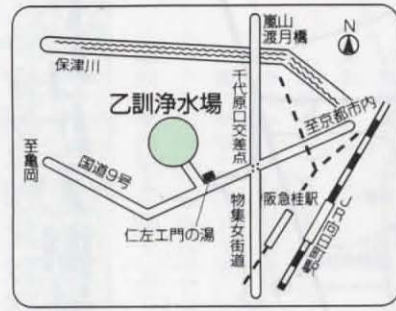 嵐山
渡月橋
N
保津川
千代原口交差点
乙訓浄水場
至京都市内
至亀岡
国道9号
阪急桂駅
JR向日町駅
物集女街道
仁左エ門の湯